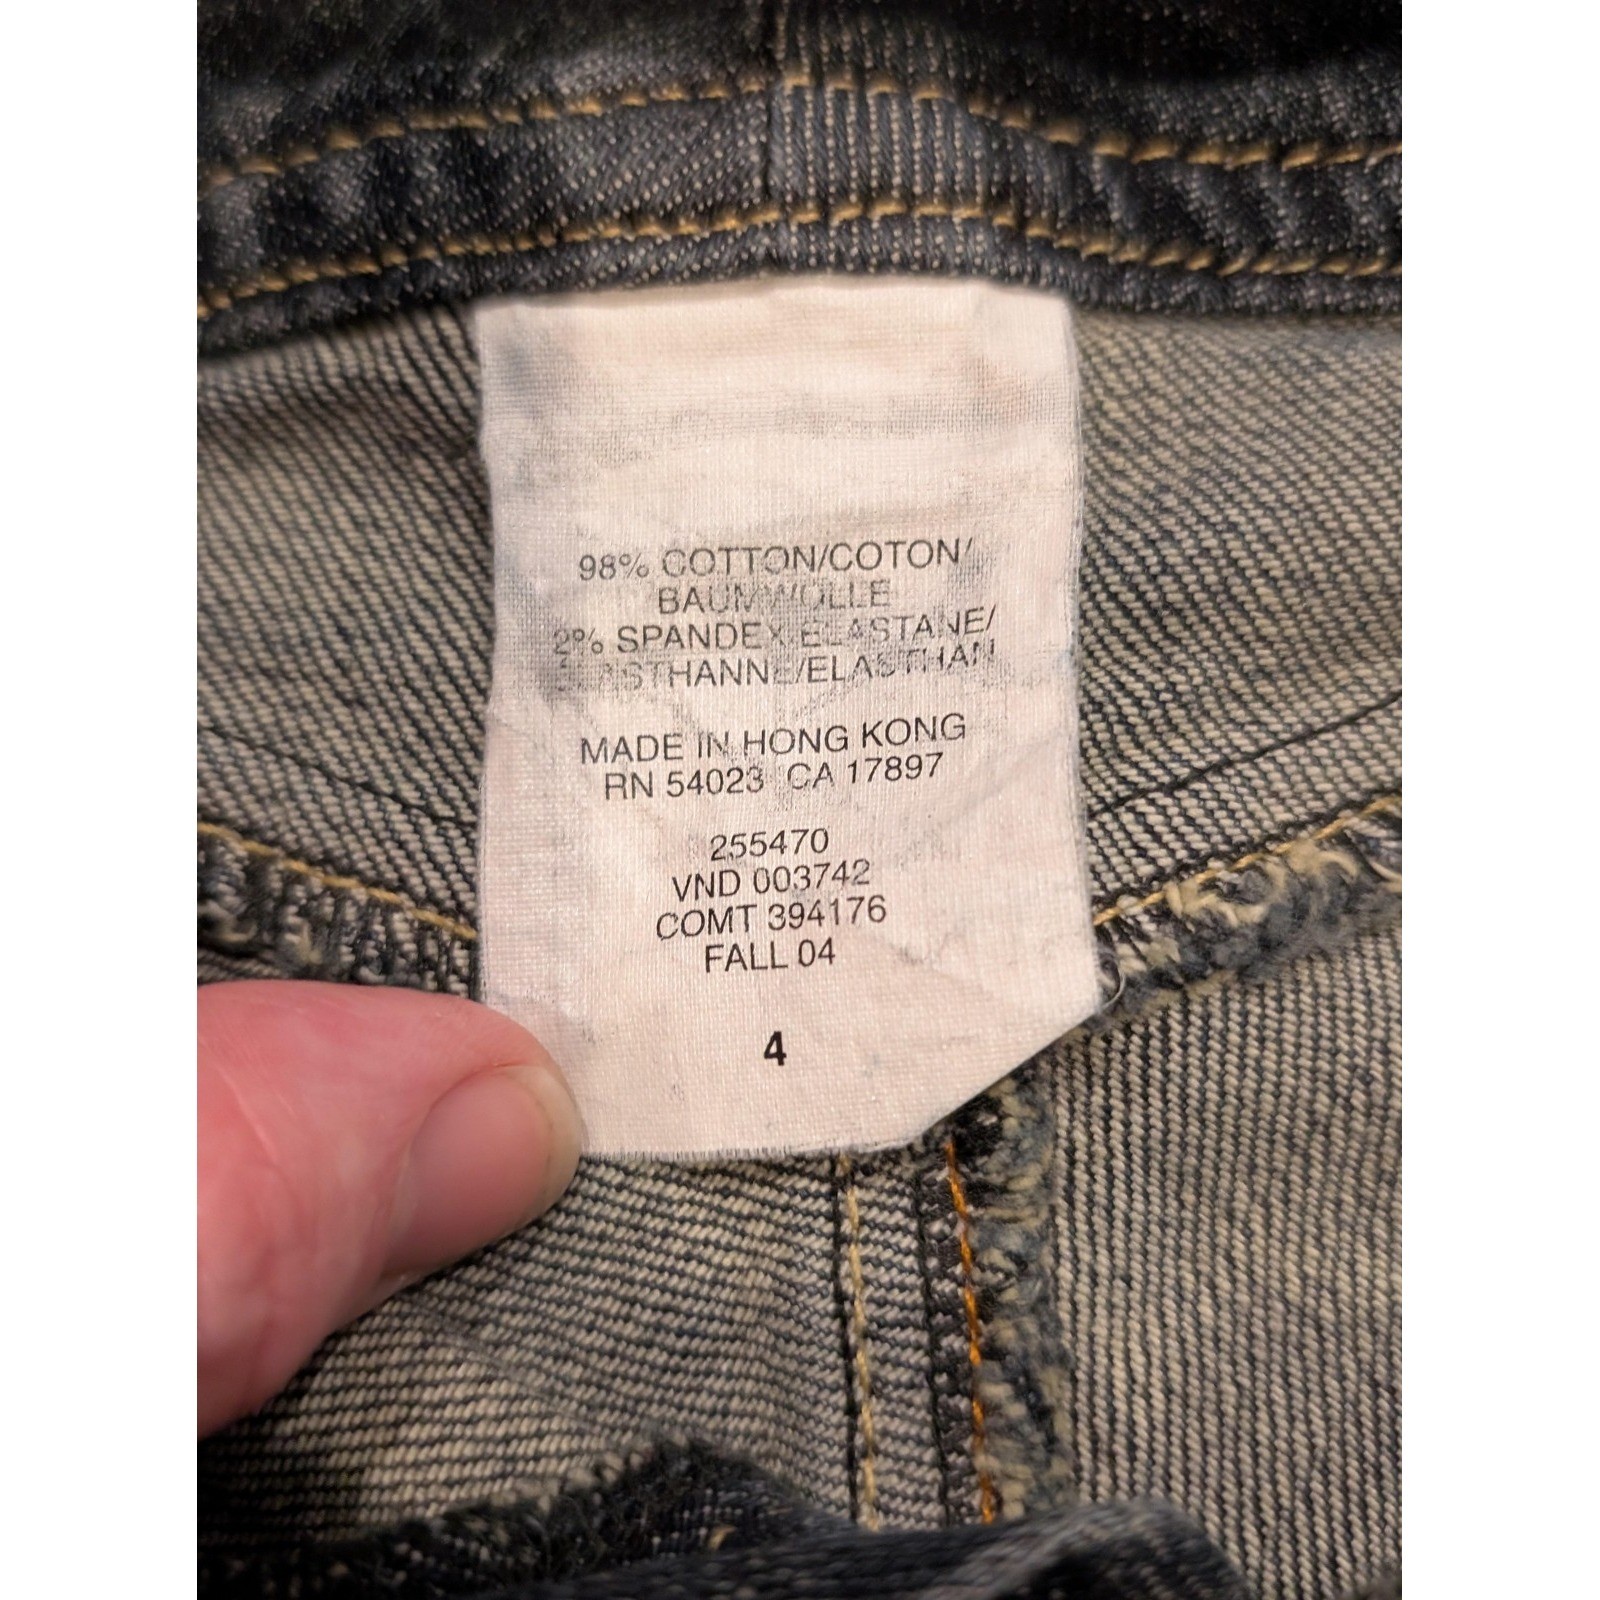 98% COTTON/COTON/
BAUMWOLLE
2% SPANDEX/ELASTANE/
ELASTHANNE/ELASTHAN
MADE IN HONG KONG
RN 54023 CA 17897
255470
VND 003742
COMT 394176
FALL 04
4